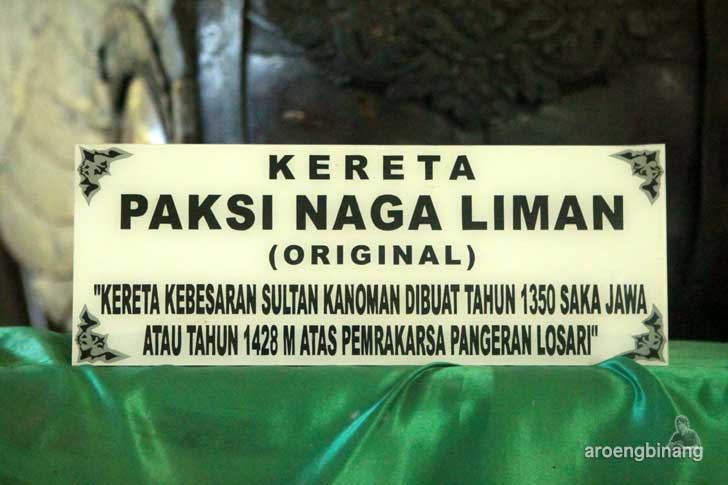 KERETA
PAKSI NAGA LIMAN
(ORIGINAL)
"KERETA KEBESARAN SULTAN KANOMAN DIBUAT TAHUN 1350 SAKA JAWA
ATAU TAHUN 1428 M ATAS PEMRAKARSA PANGERAN LOSARI"
aroengbinang